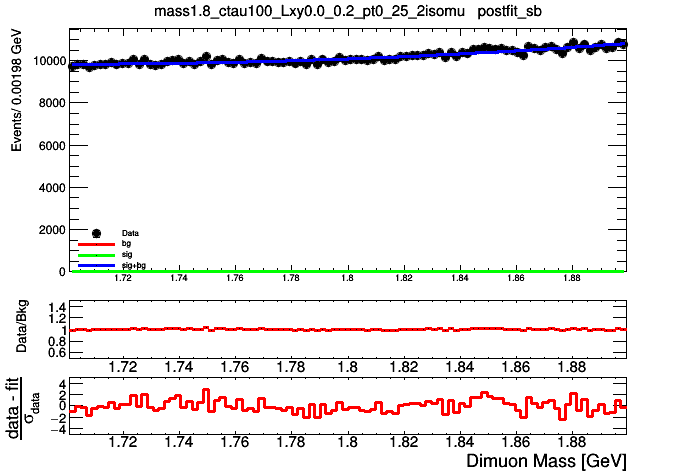 mass1.8_ctau100_Lxy0.0_0.2_pt0_25_2isomu postfit_sb
Events/ 0.00198 GeV
10000
8000
6000
4000
2000
0
Data
bg
sig
sig+bg
1.72 1.74 1.76 1.78 1.8 1.82 1.84 1.86 1.88
Data/Bkg
1.4
1.2
1
0.8
0.6
1.72 1.74 1.76 1.78 1.8 1.82 1.84 1.86 1.88
data - fit
σdata
4
2
0
−2
−4
1.72 1.74 1.76 1.78 1.8 1.82 1.84 1.86 1.88
Dimuon Mass [GeV]